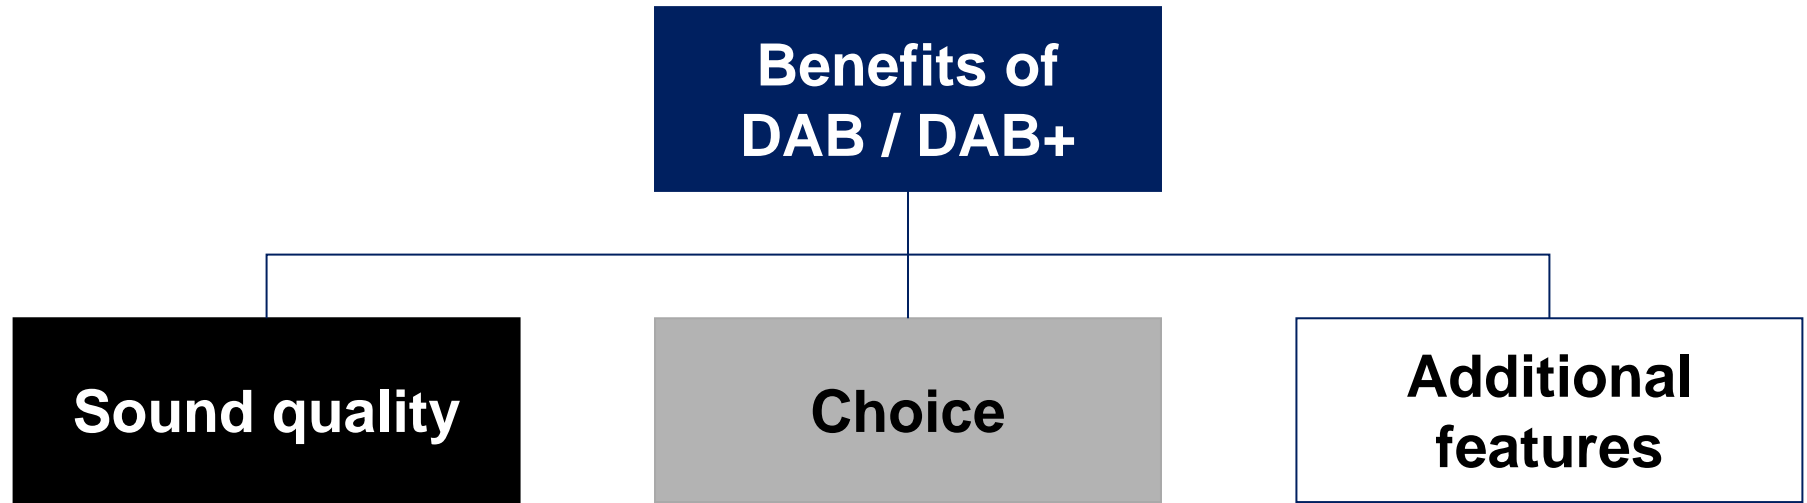 Benefits of
DAB / DAB+
Sound quality
Choice
Additional
features